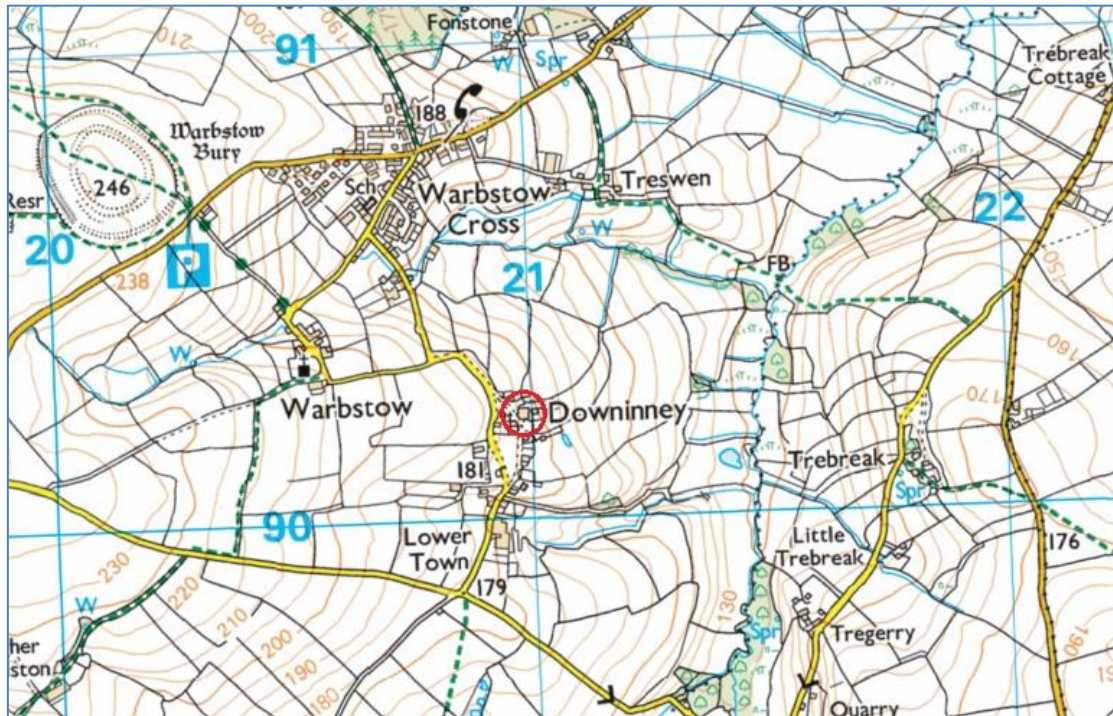 210
200
190
Fonstone
W
Spr
Trebreak
Cottage
91
188
Warbstow
Bury
246
Resr
Sch
Warbstow
Cross
Treswen
22
20
238
W
21
FB
150
160
W
Warbstow
Downinney
170
181
Trebreak
Spr
90
Lower
Town
Little
Trebreak
176
230
220
179
W
210
200
190
180
130
Spr
Tregerry
190
Quarry